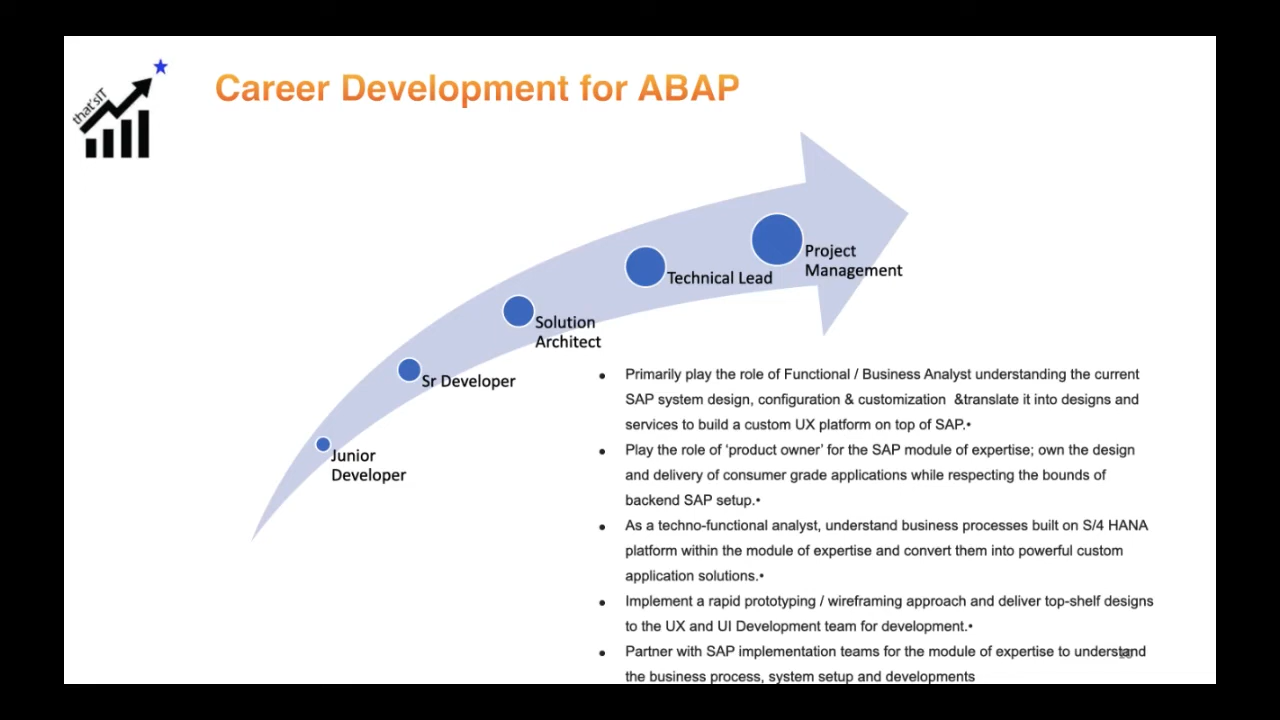 that'sIT
Career Development for ABAP
Project
Management
Technical Lead
Solution
Architect
Sr Developer
Junior
Developer
• Primarily play the role of Functional / Business Analyst understanding the current
SAP system design, configuration & customization  &translate it into designs and
services to build a custom UX platform on top of SAP.•
• Play the role of ‘product owner’ for the SAP module of expertise; own the design
and delivery of consumer grade applications while respecting the bounds of
backend SAP setup.•
• As a techno-functional analyst, understand business processes built on S/4 HANA
platform within the module of expertise and convert them into powerful custom
application solutions.•
• Implement a rapid prototyping / wireframing approach and deliver top-shelf designs
to the UX and UI Development team for development.•
• Partner with SAP implementation teams for the module of expertise to understand
the business process, system setup and developments